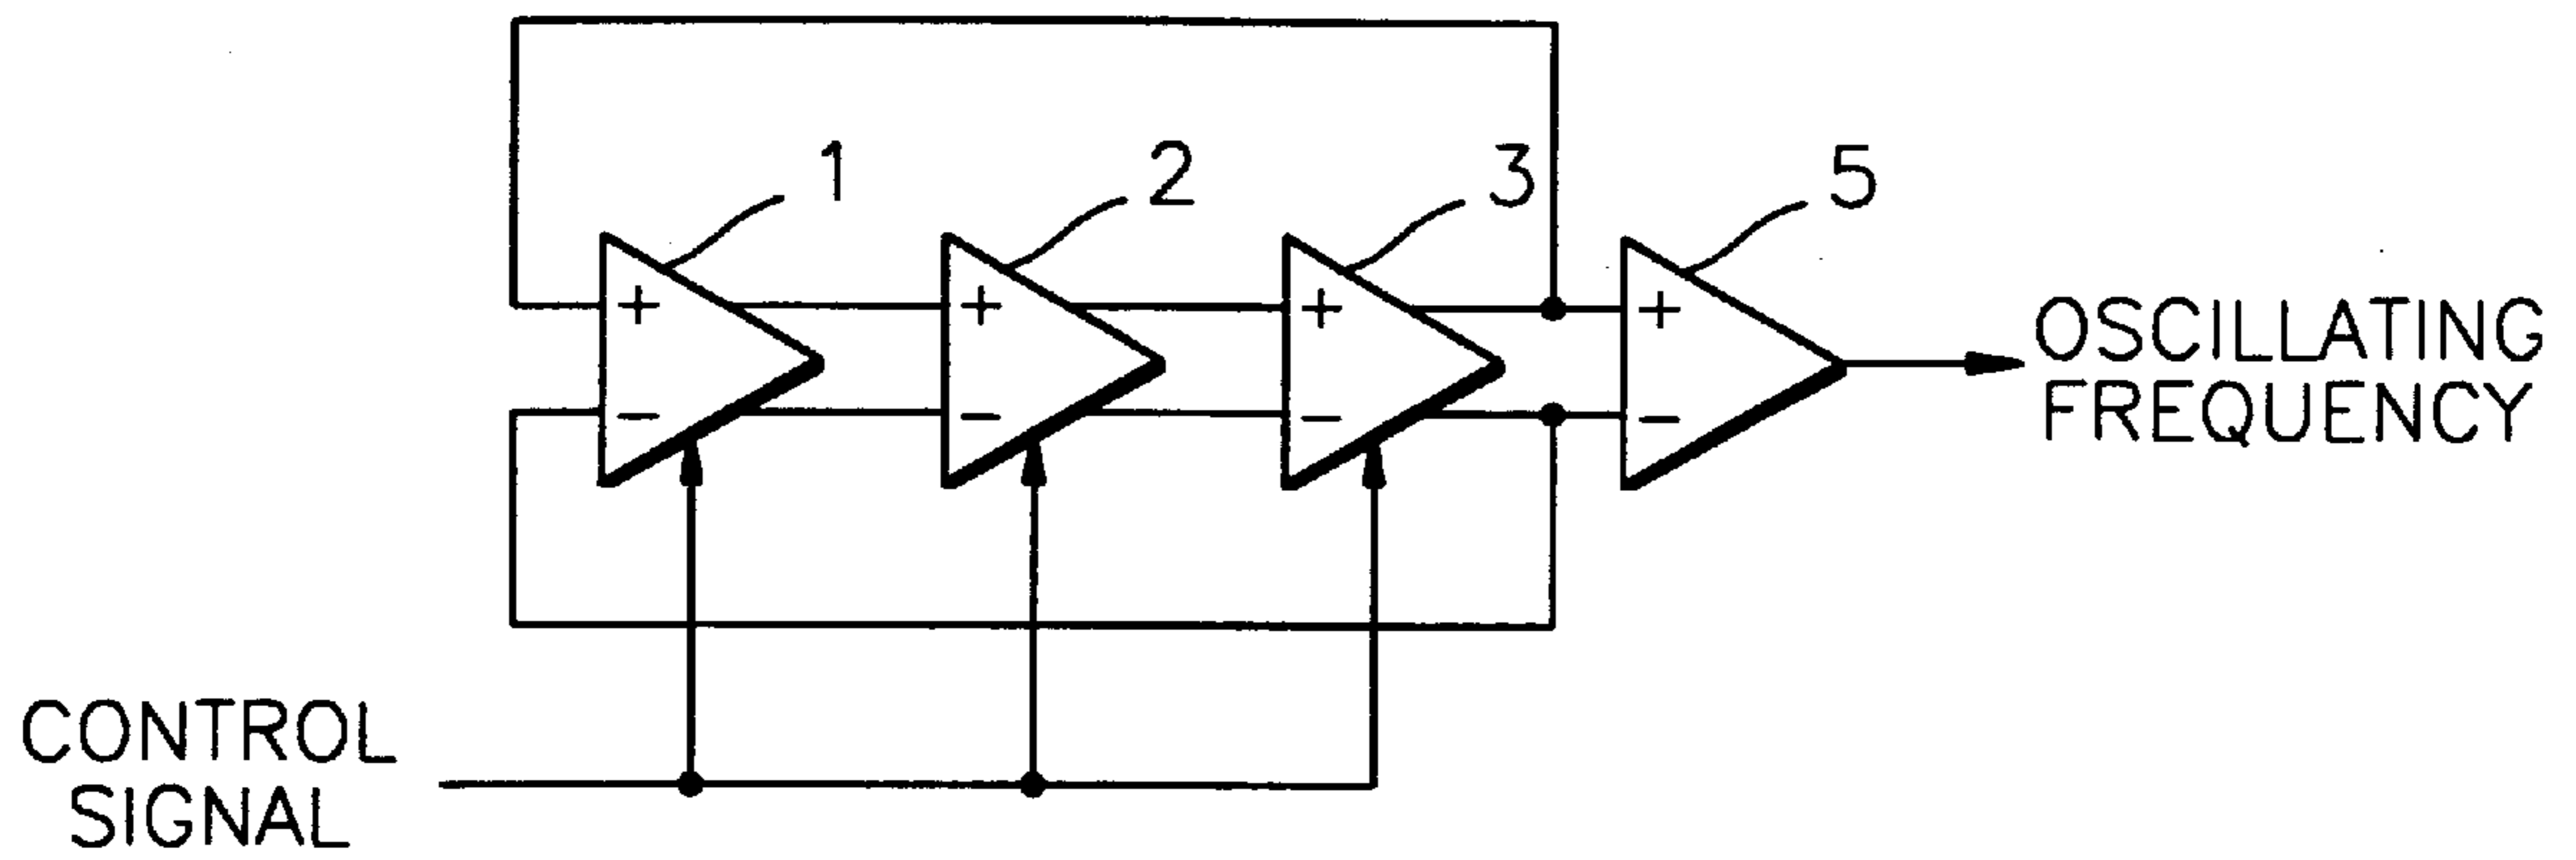 1 2 3 5
+ + + +
− − − −
OSCILLATING
FREQUENCY
CONTROL
SIGNAL